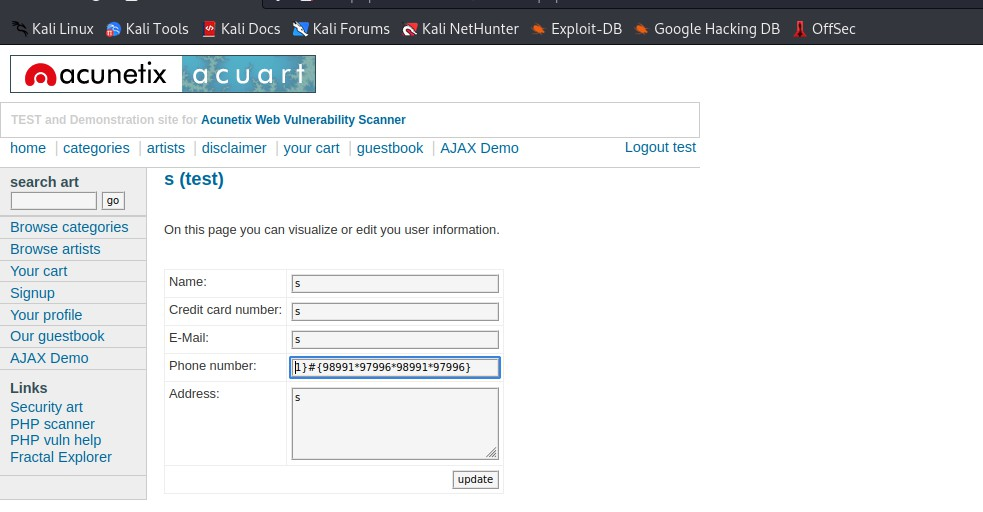 Kali Linux Kali Tools Kali Docs Kali Forums Kali NetHunter Exploit-DB Google Hacking DB OffSec
acunetix acuart
TEST and Demonstration site for Acunetix Web Vulnerability Scanner
home | categories | artists | disclaimer | your cart | guestbook | AJAX Demo Logout test
search art
go
Browse categories
Browse artists
Your cart
Signup
Your profile
Our guestbook
AJAX Demo
Links
Security art
PHP scanner
PHP vuln help
Fractal Explorer
s (test)
On this page you can visualize or edit you user information.
Name: s
Credit card number: s
E-Mail: s
Phone number: 1}#{98991*97996*98991*97996}
Address: s
update